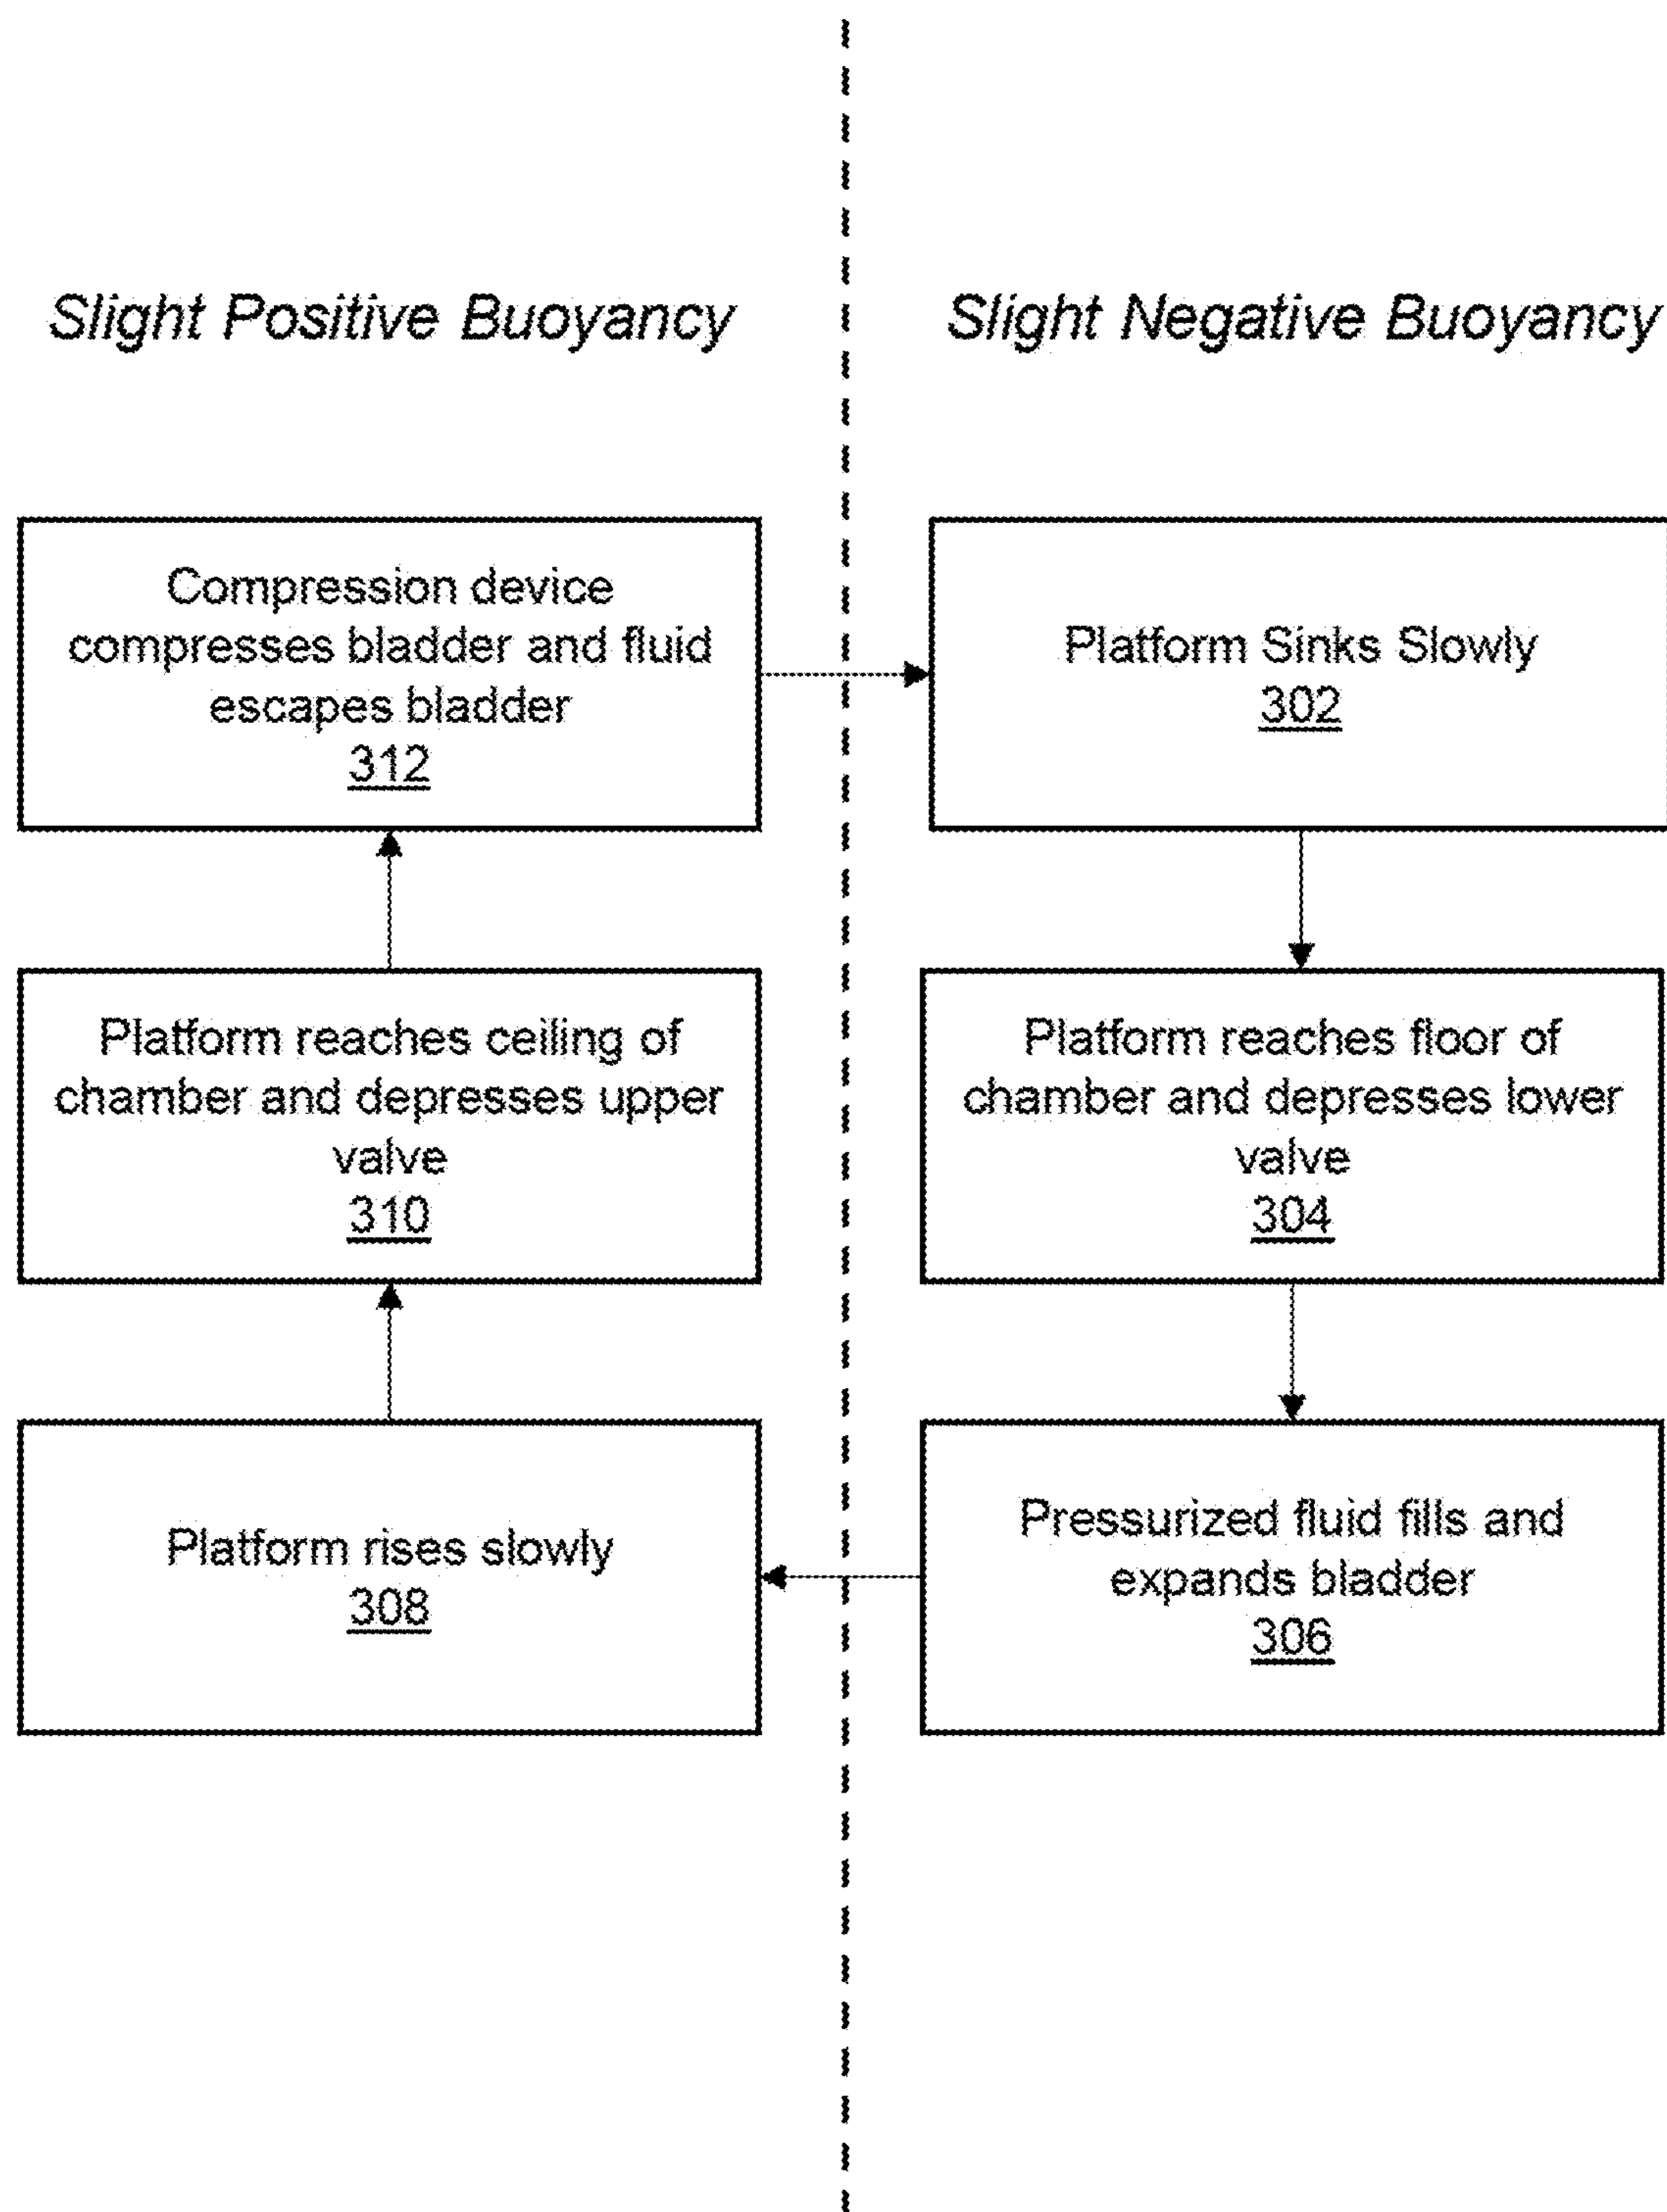 Slight Positive Buoyancy
Slight Negative Buoyancy
Compression device
compresses bladder and fluid
escapes bladder
312
Platform Sinks Slowly
302
Platform reaches ceiling of
chamber and depresses upper
valve
310
Platform reaches floor of
chamber and depresses lower
valve
304
Platform rises slowly
308
Pressurized fluid fills and
expands bladder
306